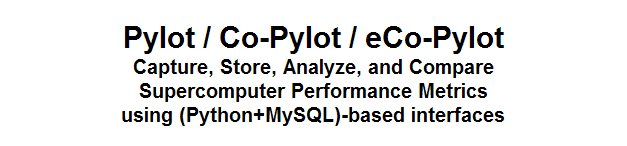 Pylot / Co-Pylot / eCo-Pylot
Capture, Store, Analyze, and Compare
Supercomputer Performance Metrics
using (Python+MySQL)-based interfaces